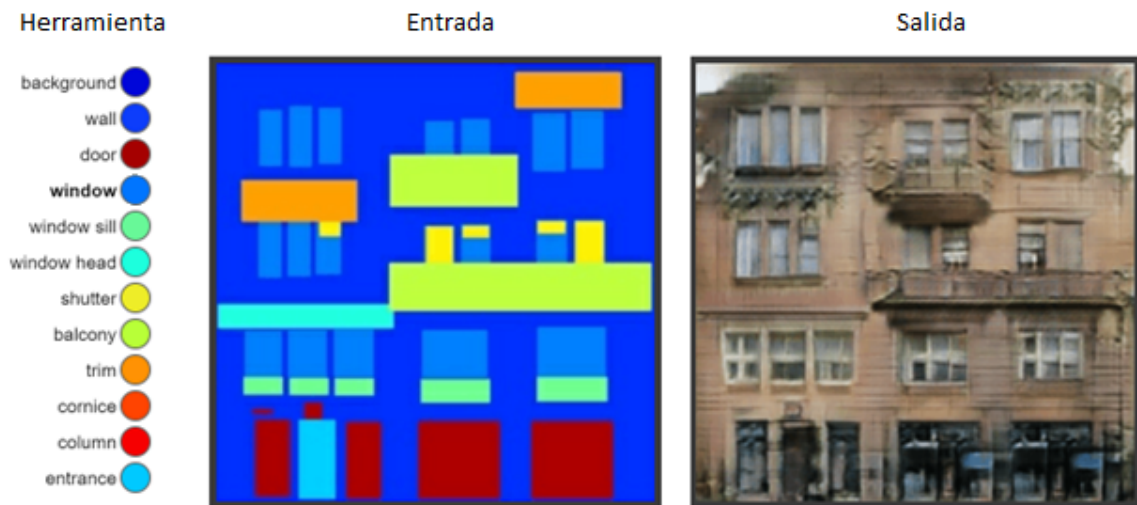 Herramienta
Entrada
Salida
background
wall
door
window
window sill
window head
shutter
balcony
trim
cornice
column
entrance